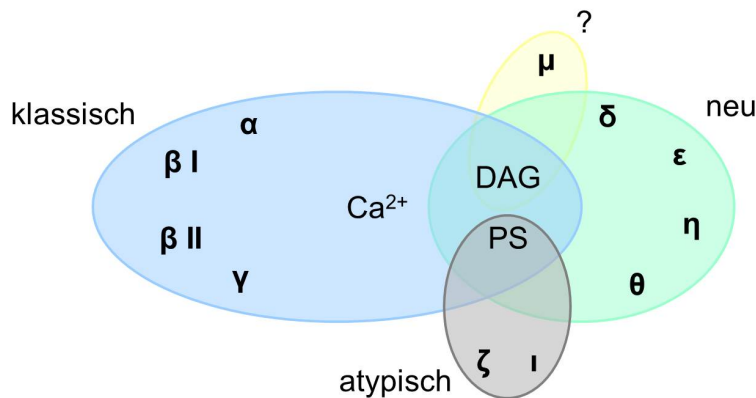 ?
μ
klassisch
α
δ
neu
β I
ε
DAG
Ca²⁺
β II
PS
η
γ
θ
ζ
ι
atypisch